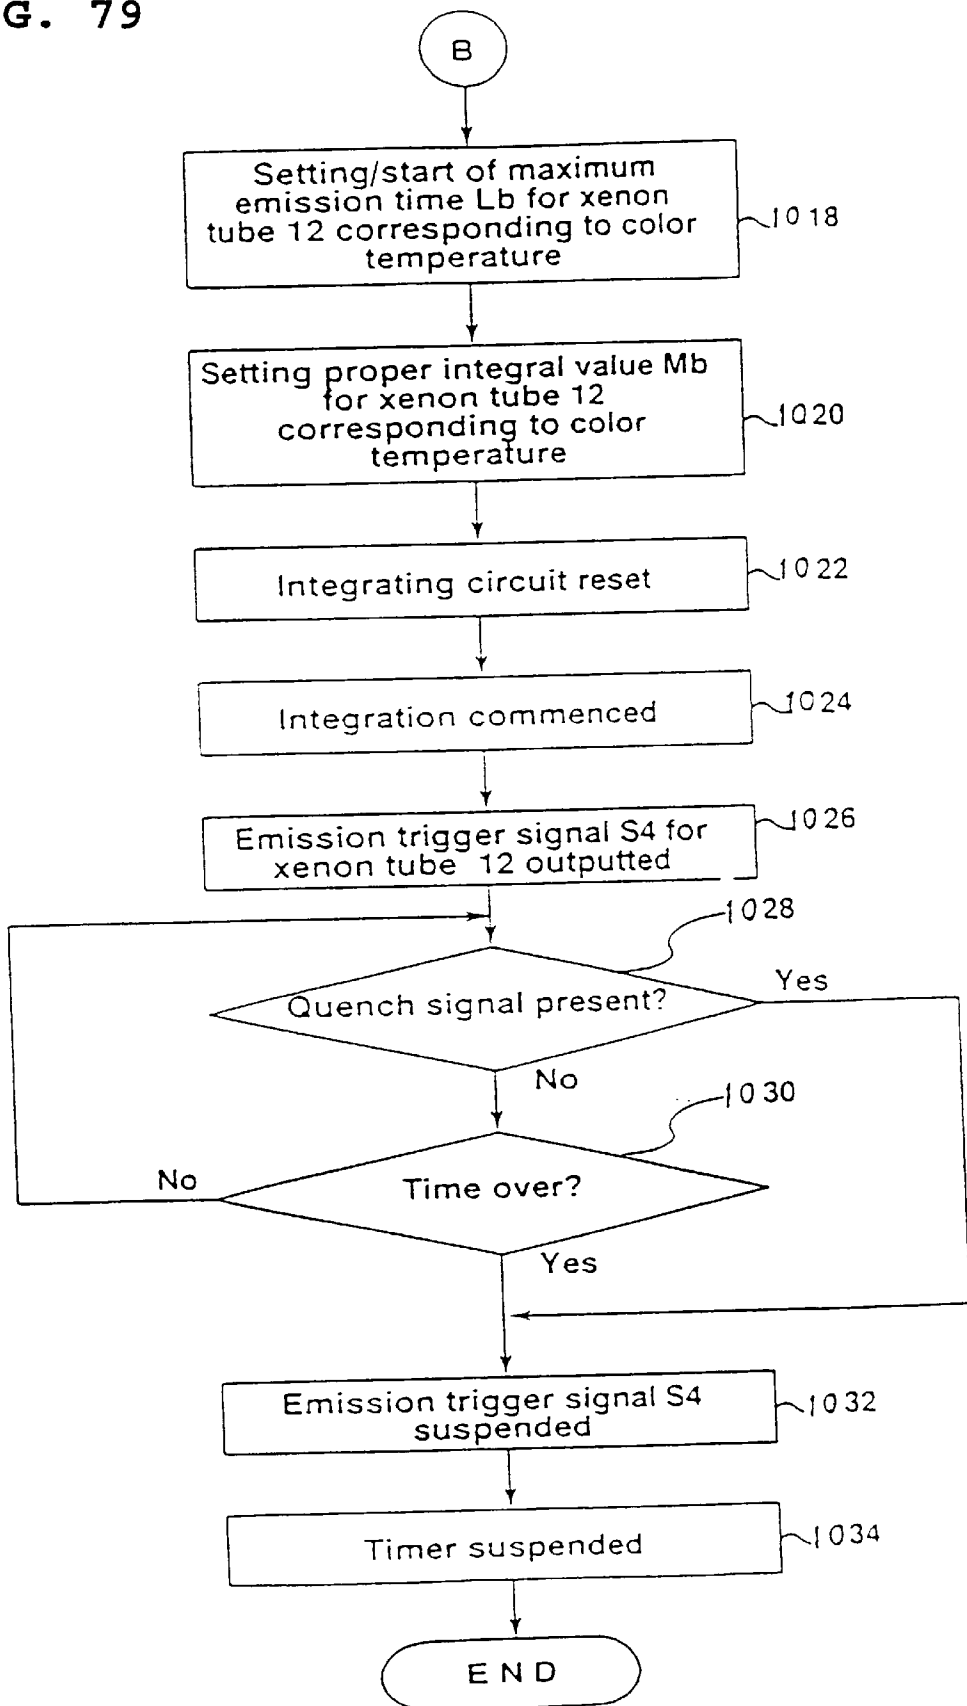 G. 79
B
Setting/start of maximum
emission time Lb for xenon
tube 12 corresponding to color
temperature
1018
Setting proper integral value Mb
for xenon tube 12
corresponding to color
temperature
1020
Integrating circuit reset
1022
Integration commenced
1024
Emission trigger signal S4 for
xenon tube 12 outputted
1026
1028
Quench signal present?
Yes
No
1030
Time over?
No
Yes
Emission trigger signal S4
suspended
1032
Timer suspended
1034
END